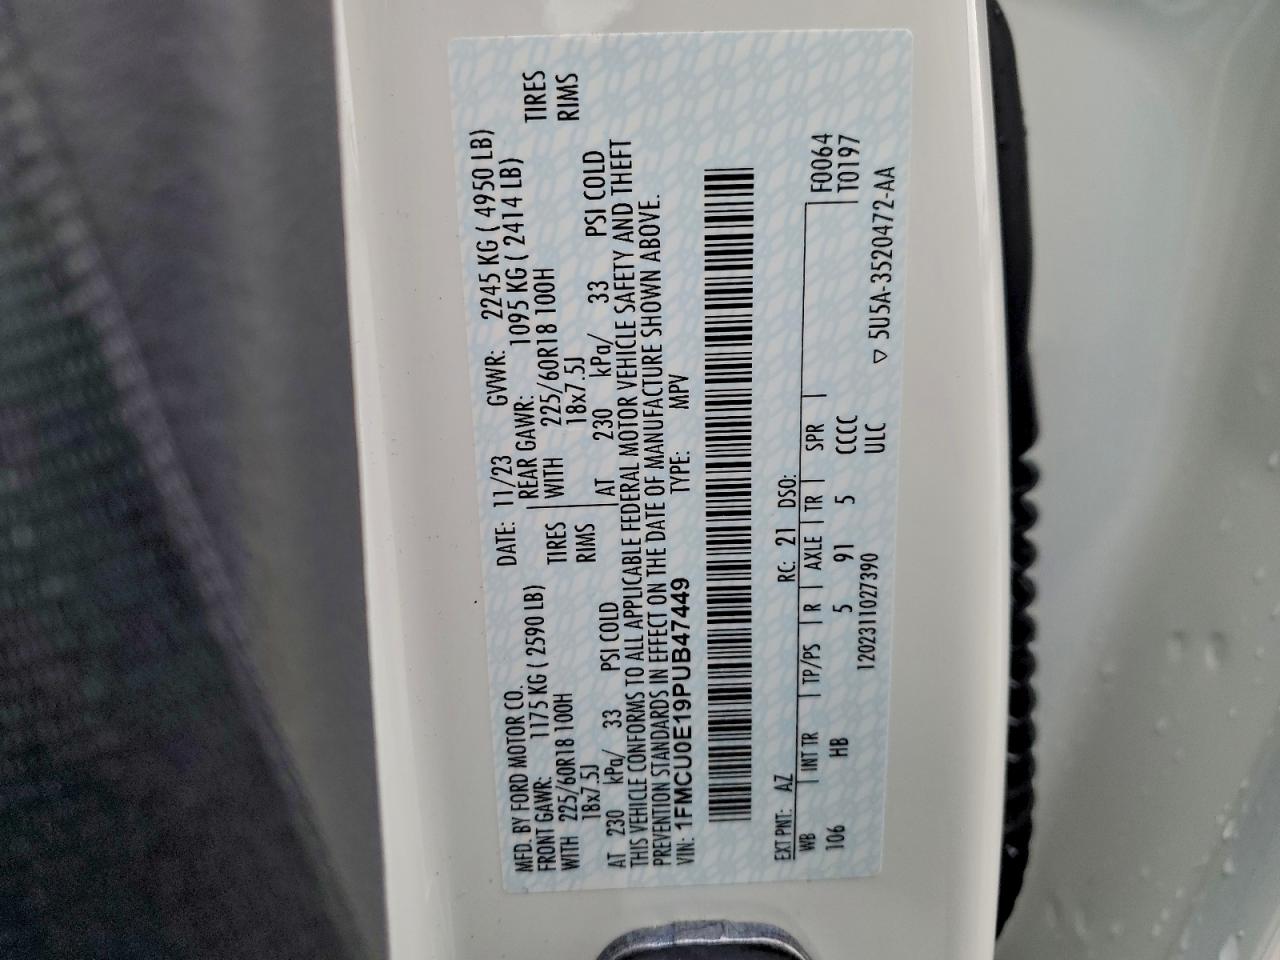 MFD. BY FORD MOTOR CO.
DATE: 11/23 GVWR: 2245 KG ( 4950 LB)
FRONT GAWR: 1175 KG ( 2590 LB) REAR GAWR: 1095 KG ( 2414 LB)
WITH 225/60R18 100H TIRES WITH 225/60R18 100H TIRES
18x7.5J RIMS 18x7.5J RIMS
AT 230 kPa/ 33 PSI COLD AT 230 kPa/ 33 PSI COLD
THIS VEHICLE CONFORMS TO ALL APPLICABLE FEDERAL MOTOR VEHICLE SAFETY AND THEFT
PREVENTION STANDARDS IN EFFECT ON THE DATE OF MANUFACTURE SHOWN ABOVE.
VIN: 1FMCU0E19PUB47449 TYPE: MPV
EXT PNT: AZ RC: 21 DSO:
WB INT TR TP/PS R AXLE TR SPR F0064
106 HB 5 91 5 CCCC T0197
1202311027390 ULC
▽ 5U5A-3520472-AA